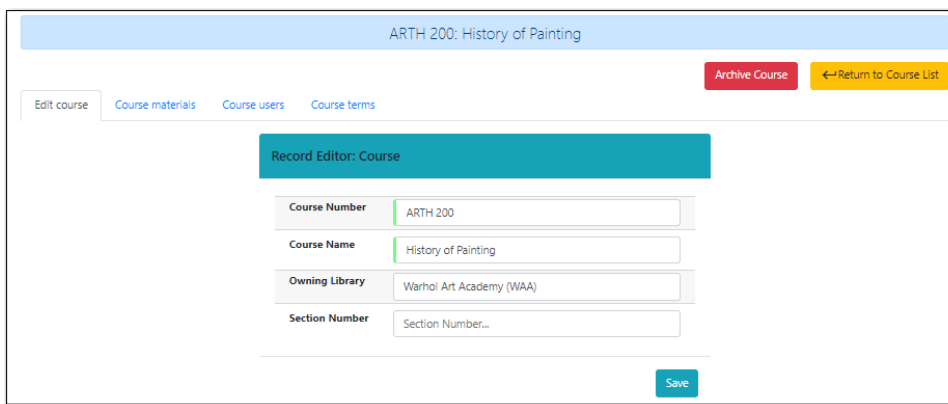 ARTH 200: History of Painting
Archive Course
Return to Course List
Edit course Course materials Course users Course terms
Record Editor: Course
Course Number ARTH 200
Course Name History of Painting
Owning Library Warhol Art Academy (WAA)
Section Number Section Number...
Save